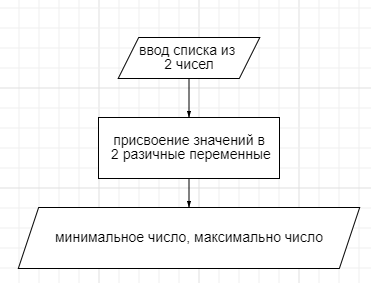 ввод списка из
2 чисел
присвоение значений в
2 разичные переменные
минимальное число, максимально число